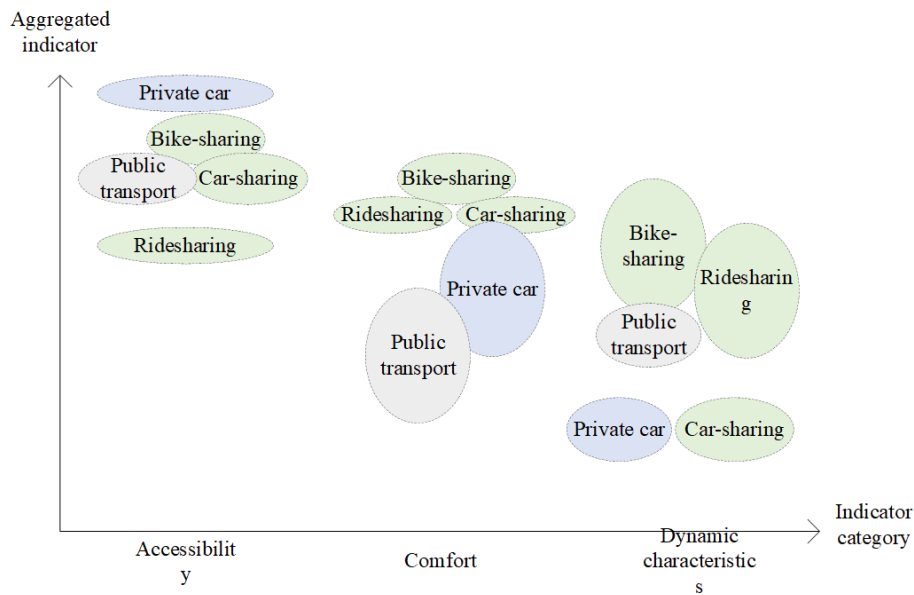 Aggregated
indicator
Private car
Bike-sharing
Public
transport
Car-sharing
Ridesharing
Bike-sharing
Ridesharing
Car-sharing
Private car
Public
transport
Bike-
sharing
Ridesharin
g
Public
transport
Private car
Car-sharing
Accessibilit
y
Comfort
Dynamic
characteristic
s
Indicator
category